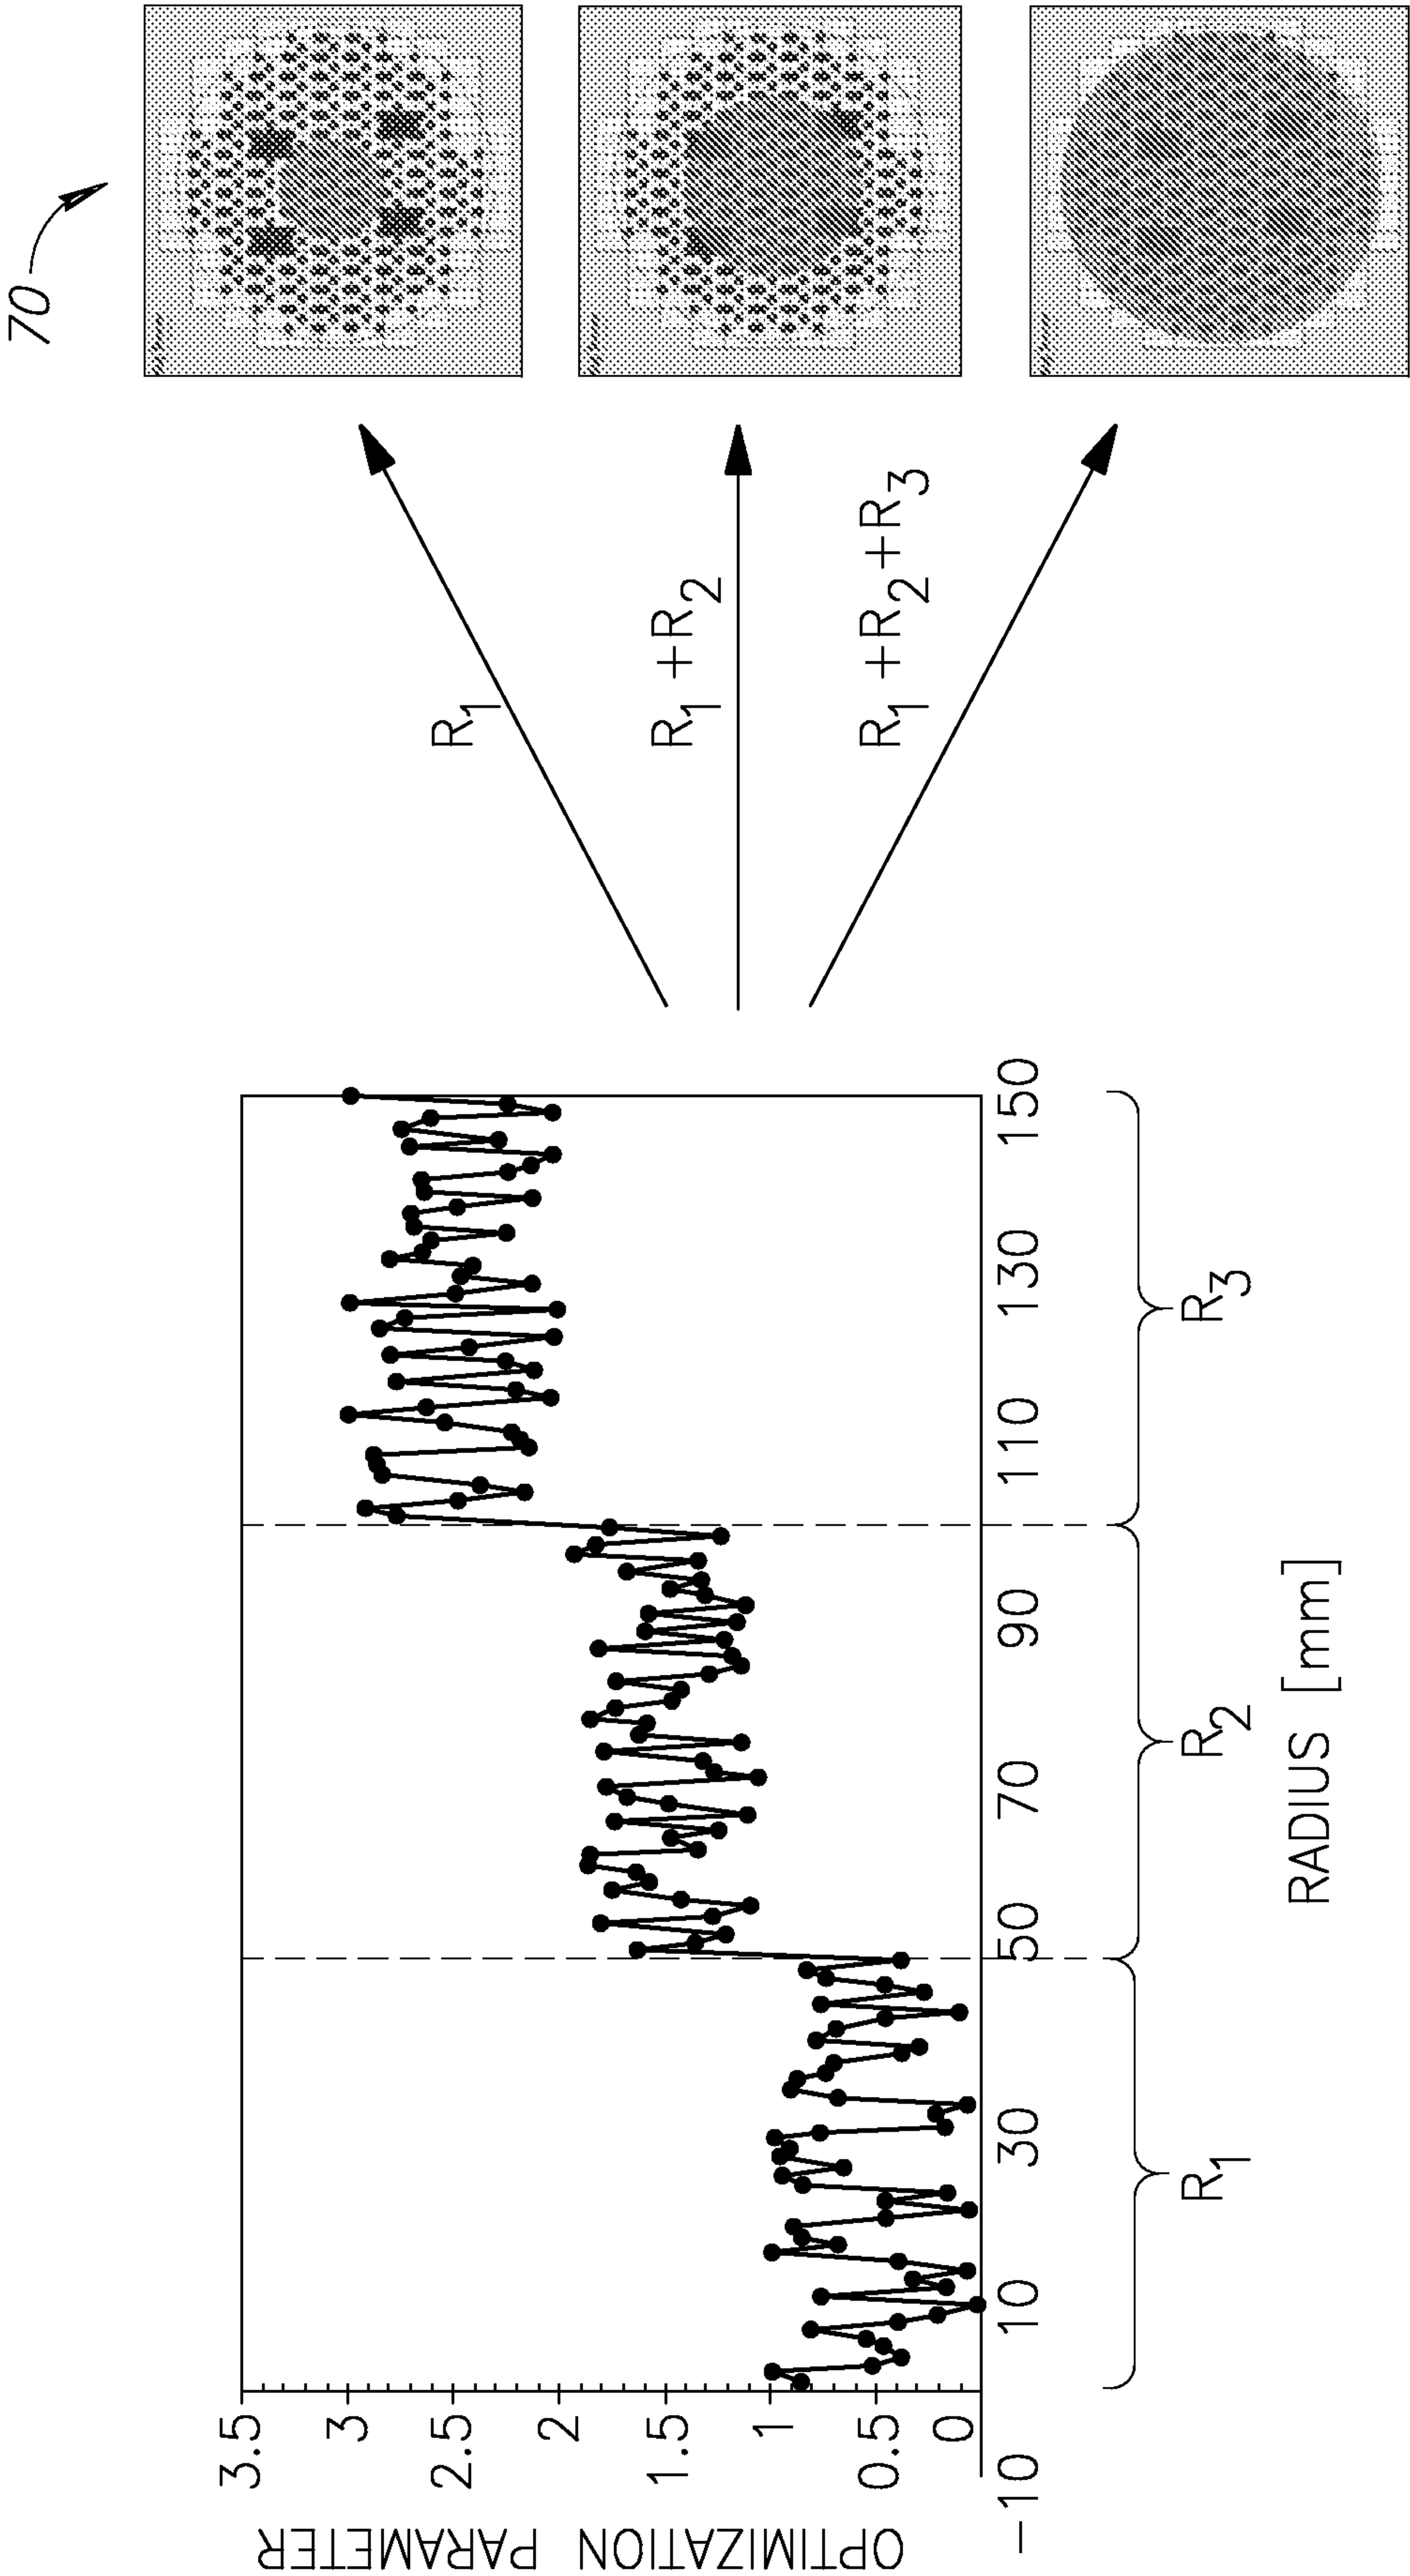 70
R1
R1 +R2
R1 +R2+R3
OPTIMIZATION PARAMETER
3.5
3
2.5
2
1.5
1
0.5
0
-10 10 30 50 70 90 110 130 150
R1 R2 R3
RADIUS [mm]